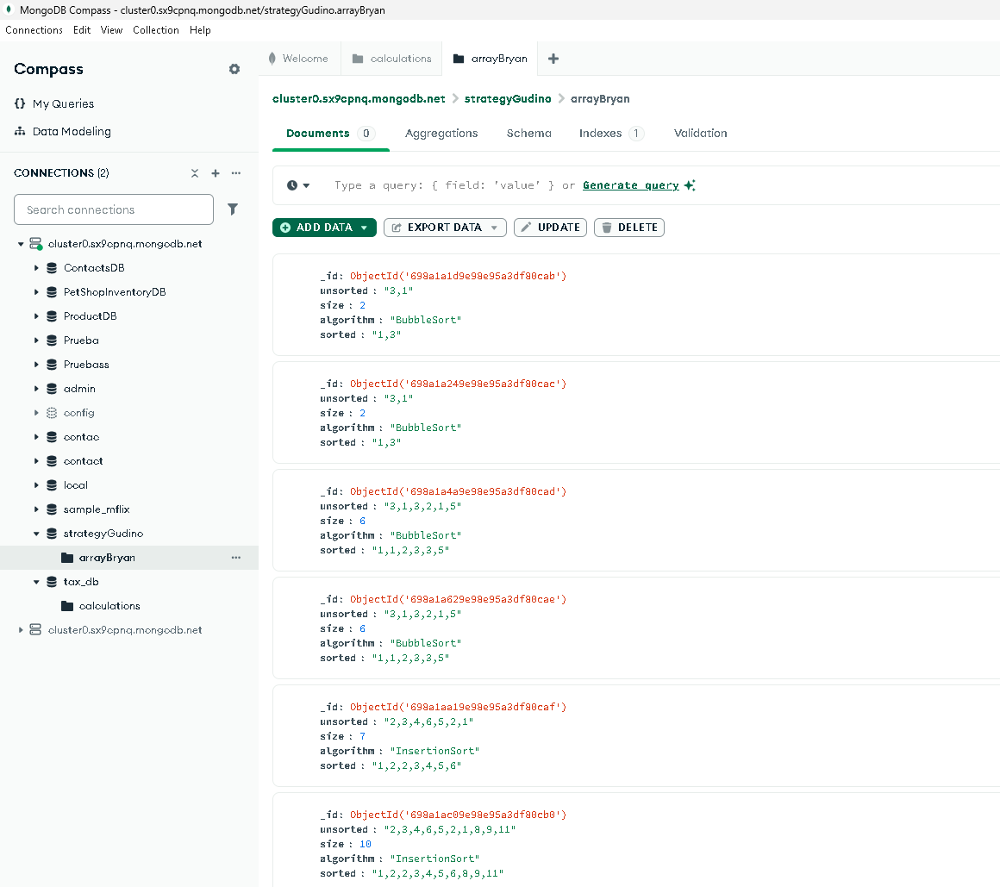 MongoDB Compass - cluster0.sx9cpnq.mongodb.net/strategyGudino.arrayBryan
Connections Edit View Collection Help
Compass
My Queries
Data Modeling
CONNECTIONS (2)
Search connections
cluster0.sx9cpnq.mongodb.net
ContactsDB
PetShopInventoryDB
ProductDB
Prueba
Pruebass
admin
config
contac
contact
local
sample_mflix
strategyGudino
arrayBryan
tax_db
calculations
cluster0.sx9cpnq.mongodb.net
Welcome calculations arrayBryan
cluster0.sx9cpnq.mongodb.net > strategyGudino > arrayBryan
Documents 0 Aggregations Schema Indexes 1 Validation
Type a query: { field: 'value' } or Generate query
ADD DATA EXPORT DATA UPDATE DELETE
_id: ObjectId('698a1a1d9e98e95a3df80cab')
unsorted : "3,1"
size : 2
algorithm : "BubbleSort"
sorted : "1,3"
_id: ObjectId('698a1a249e98e95a3df80cac')
unsorted : "3,1"
size : 2
algorithm : "BubbleSort"
sorted : "1,3"
_id: ObjectId('698a1a4a9e98e95a3df80cad')
unsorted : "3,1,3,2,1,5"
size : 6
algorithm : "BubbleSort"
sorted : "1,1,2,3,3,5"
_id: ObjectId('698a1a629e98e95a3df80cae')
unsorted : "3,1,3,2,1,5"
size : 6
algorithm : "BubbleSort"
sorted : "1,1,2,3,3,5"
_id: ObjectId('698a1aa19e98e95a3df80caf')
unsorted : "2,3,4,6,5,2,1"
size : 7
algorithm : "InsertionSort"
sorted : "1,2,2,3,4,5,6"
_id: ObjectId('698a1ac09e98e95a3df80cb0')
unsorted : "2,3,4,6,5,2,1,8,9,11"
size : 10
algorithm : "InsertionSort"
sorted : "1,2,2,3,4,5,6,8,9,11"